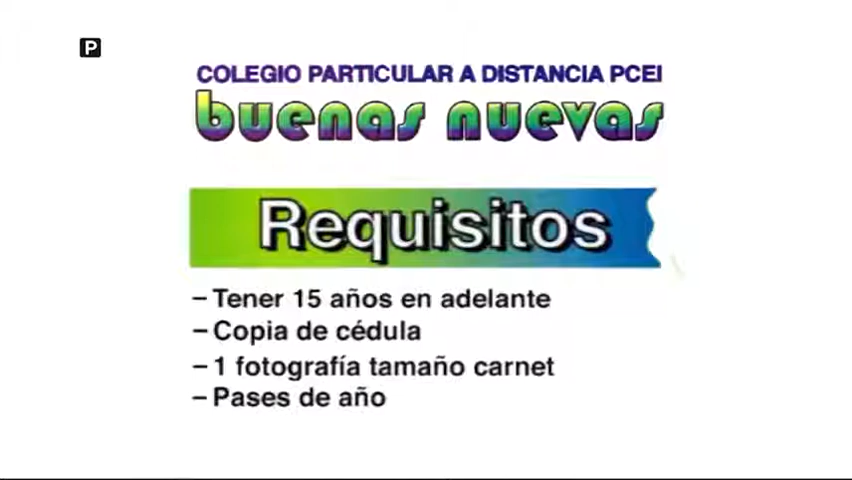 P
COLEGIO PARTICULAR A DISTANCIA PCEI
buenas nuevas
Requisitos
– Tener 15 años en adelante
– Copia de cédula
– 1 fotografía tamaño carnet
– Pases de año